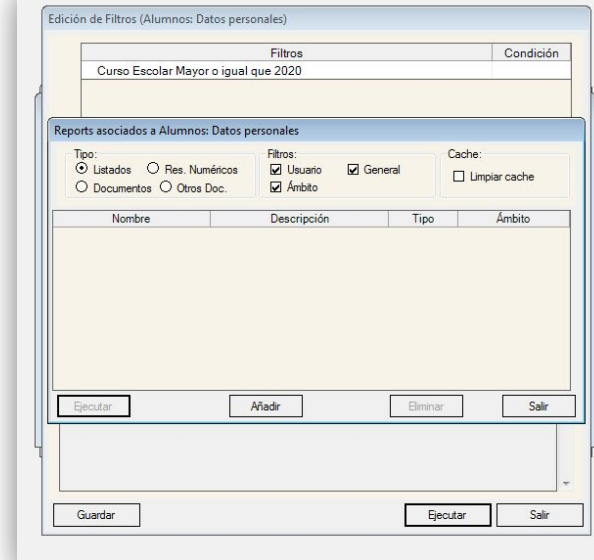 Edición de Filtros (Alumnos: Datos personales)
Filtros Condición
Curso Escolar Mayor o igual que 2020
Reports asociados a Alumnos: Datos personales
Tipo: Filtros: Cache:
Listados Res. Numéricos Usuario General Limpiar cache
Documentos Otros Doc. Ámbito
Nombre Descripción Tipo Ámbito
Ejecutar Añadir Eliminar Salir
Guardar Ejecutar Salir